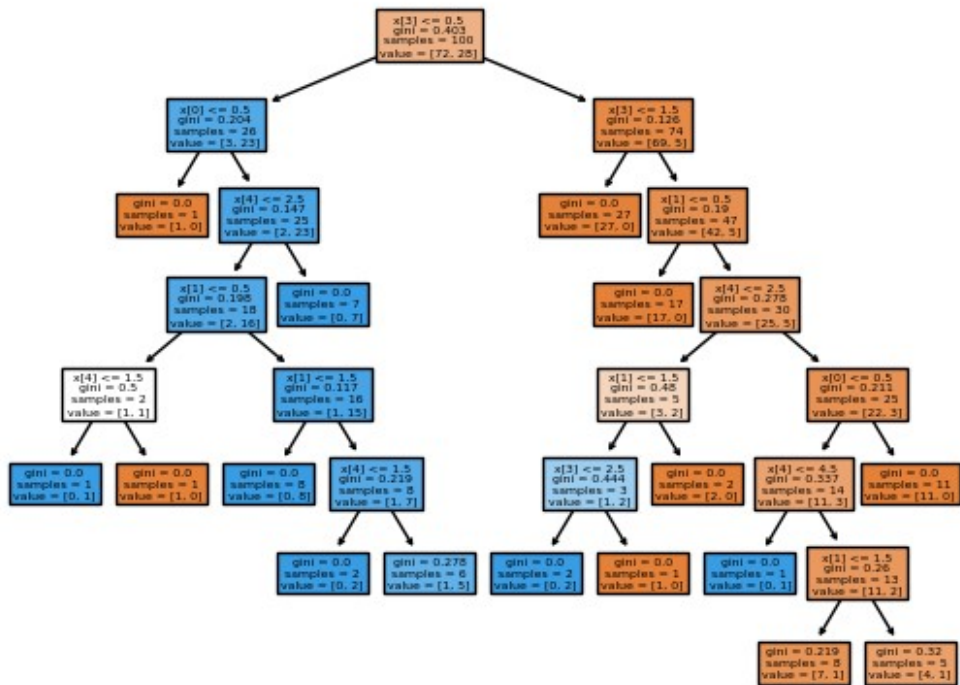 x[3] <= 0.5
gini = 0.403
samples = 100
value = [72, 28]
x[0] <= 0.5
gini = 0.204
samples = 26
value = [3, 23]
x[3] <= 1.5
gini = 0.126
samples = 74
value = [69, 5]
gini = 0.0
samples = 1
value = [1, 0]
x[4] <= 2.5
gini = 0.147
samples = 25
value = [2, 23]
gini = 0.0
samples = 27
value = [27, 0]
x[1] <= 0.5
gini = 0.19
samples = 47
value = [42, 5]
x[1] <= 0.5
gini = 0.198
samples = 18
value = [2, 16]
gini = 0.0
samples = 7
value = [0, 7]
gini = 0.0
samples = 17
value = [17, 0]
x[4] <= 2.5
gini = 0.278
samples = 30
value = [25, 5]
x[4] <= 1.5
gini = 0.5
samples = 2
value = [1, 1]
x[1] <= 1.5
gini = 0.117
samples = 16
value = [1, 15]
x[1] <= 1.5
gini = 0.48
samples = 5
value = [3, 2]
x[0] <= 0.5
gini = 0.211
samples = 25
value = [22, 3]
gini = 0.0
samples = 1
value = [0, 1]
gini = 0.0
samples = 1
value = [1, 0]
gini = 0.0
samples = 8
value = [0, 8]
x[4] <= 1.5
gini = 0.219
samples = 8
value = [1, 7]
x[3] <= 2.5
gini = 0.444
samples = 3
value = [1, 2]
gini = 0.0
samples = 2
value = [2, 0]
x[4] <= 4.5
gini = 0.337
samples = 14
value = [11, 3]
gini = 0.0
samples = 11
value = [11, 0]
gini = 0.0
samples = 2
value = [0, 2]
gini = 0.278
samples = 6
value = [1, 5]
gini = 0.0
samples = 2
value = [0, 2]
gini = 0.0
samples = 1
value = [1, 0]
gini = 0.0
samples = 1
value = [0, 1]
x[1] <= 1.5
gini = 0.26
samples = 13
value = [11, 2]
gini = 0.219
samples = 8
value = [7, 1]
gini = 0.32
samples = 5
value = [4, 1]